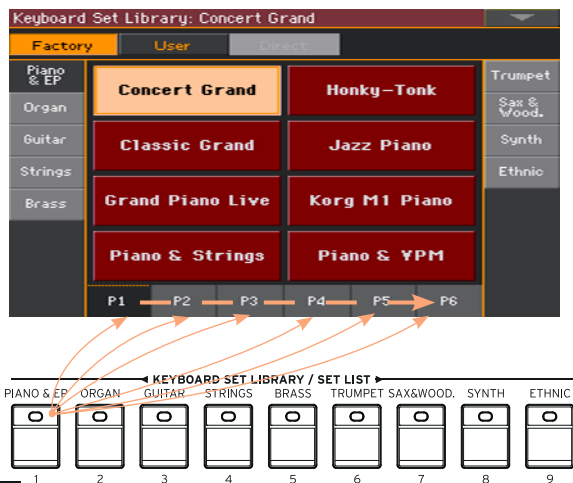 Keyboard Set Library: Concert Grand
Factory User Direct
Piano & EP
Organ
Guitar
Strings
Brass
Concert Grand Honky-Tonk
Classic Grand Jazz Piano
Grand Piano Live Korg M1 Piano
Piano & Strings Piano & VPM
Trumpet
Sax & Wood.
Synth
Ethnic
P1 P2 P3 P4 P5 P6
KEYBOARD SET LIBRARY / SET LIST
PIANO & EP ORGAN GUITAR STRINGS BRASS TRUMPET SAX&WOOD. SYNTH ETHNIC
1 2 3 4 5 6 7 8 9